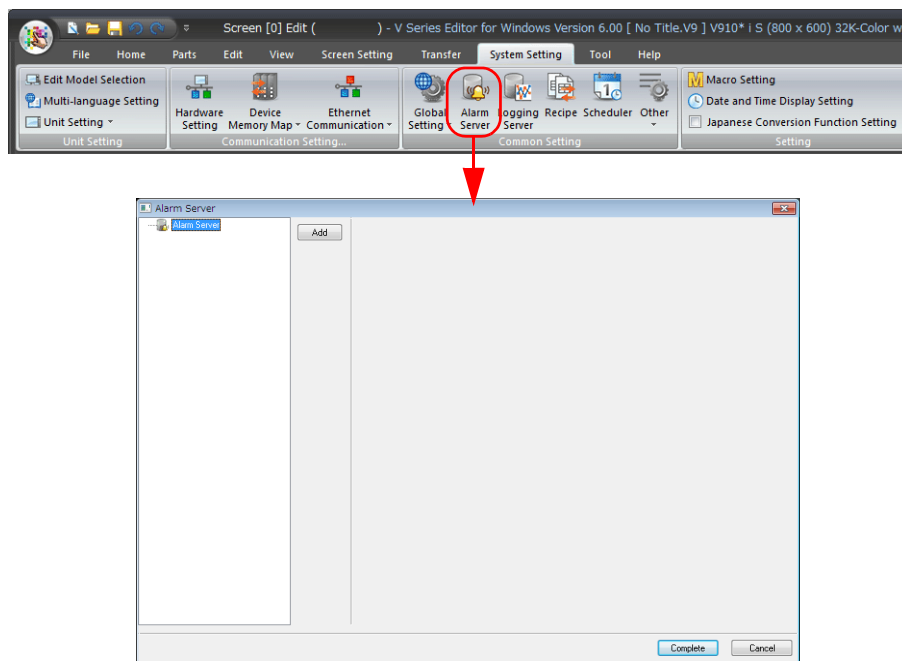 Screen [0] Edit ( ) - V Series Editor for Windows Version 6.00 [ No Title.V9 ] V910* i S (800 x 600) 32K-Color w
File Home Parts Edit View Screen Setting Transfer System Setting Tool Help
Edit Model Selection
Multi-language Setting
Unit Setting
Unit Setting
Hardware Setting
Device Memory Map
Ethernet Communication
Communication Setting...
Global Setting
Alarm Server
Logging Server
Recipe
Scheduler
Other
Common Setting
Macro Setting
Date and Time Display Setting
Japanese Conversion Function Setting
Setting
Alarm Server
Alarm Server
Add
Complete Cancel